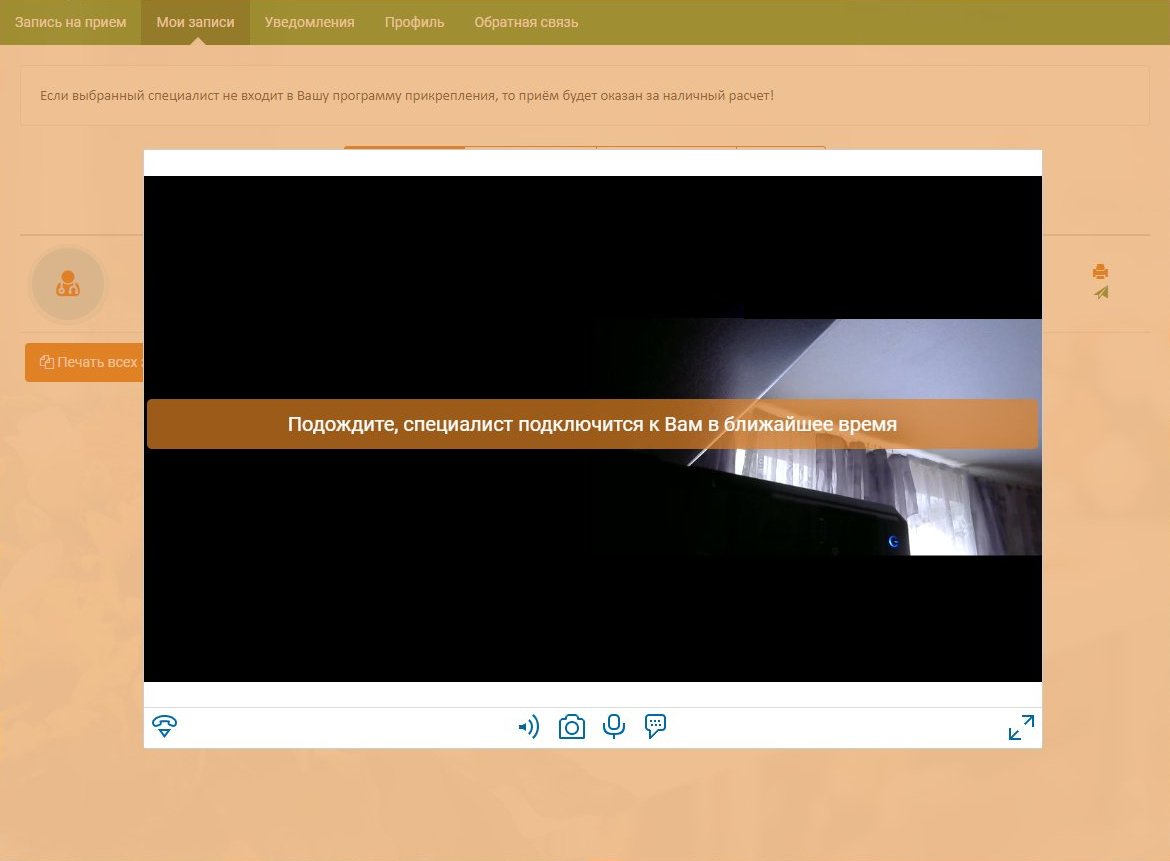 Запись на прием
Мои записи
Уведомления
Профиль
Обратная связь
Если выбранный специалист не входит в Вашу программу прикрепления, то приём будет оказан за наличный расчет!
Подождите, специалист подключится к Вам в ближайшее время
Печать всех